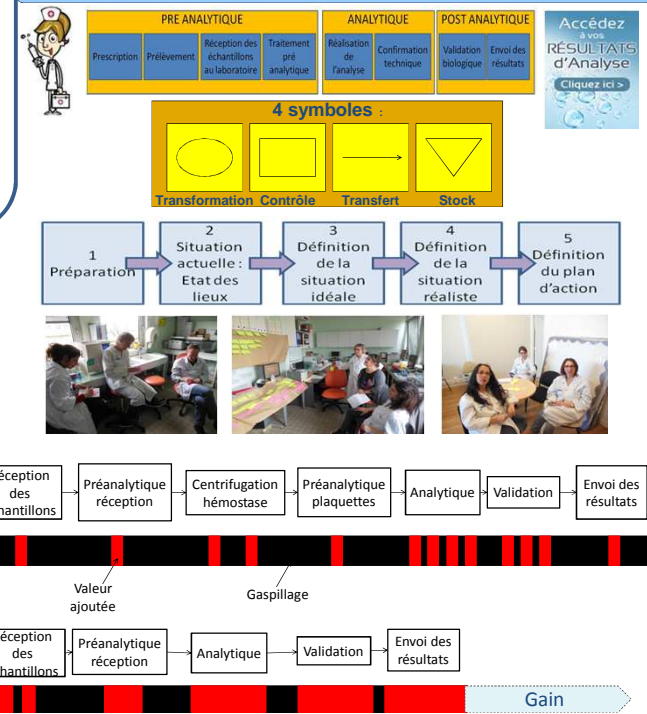 PRE ANALYTIQUE
ANALYTIQUE
POST ANALYTIQUE
Prescription
Prélèvement
Réception des
échantillons
au laboratoire
Traitement
pré
analytique
Réalisation
de
l'analyse
Confirmation
technique
Validation
biologique
Envoi des
résultats
Accédez
à vos
RÉSULTATS
d'Analyse
Cliquez ici >
4 symboles :
Transformation
Contrôle
Transfert
Stock
1
Préparation
2
Situation
actuelle :
Etat des
lieux
3
Définition
de la
situation
idéale
4
Définition
de la
situation
réaliste
5
Définition
du plan
d'action
éception
des
hantillons
Préanalytique
réception
Centrifugation
hémostase
Préanalytique
plaquettes
Analytique
Validation
Envoi des
résultats
Valeur
ajoutée
Gaspillage
éception
des
hantillons
Préanalytique
réception
Analytique
Validation
Envoi des
résultats
Gain